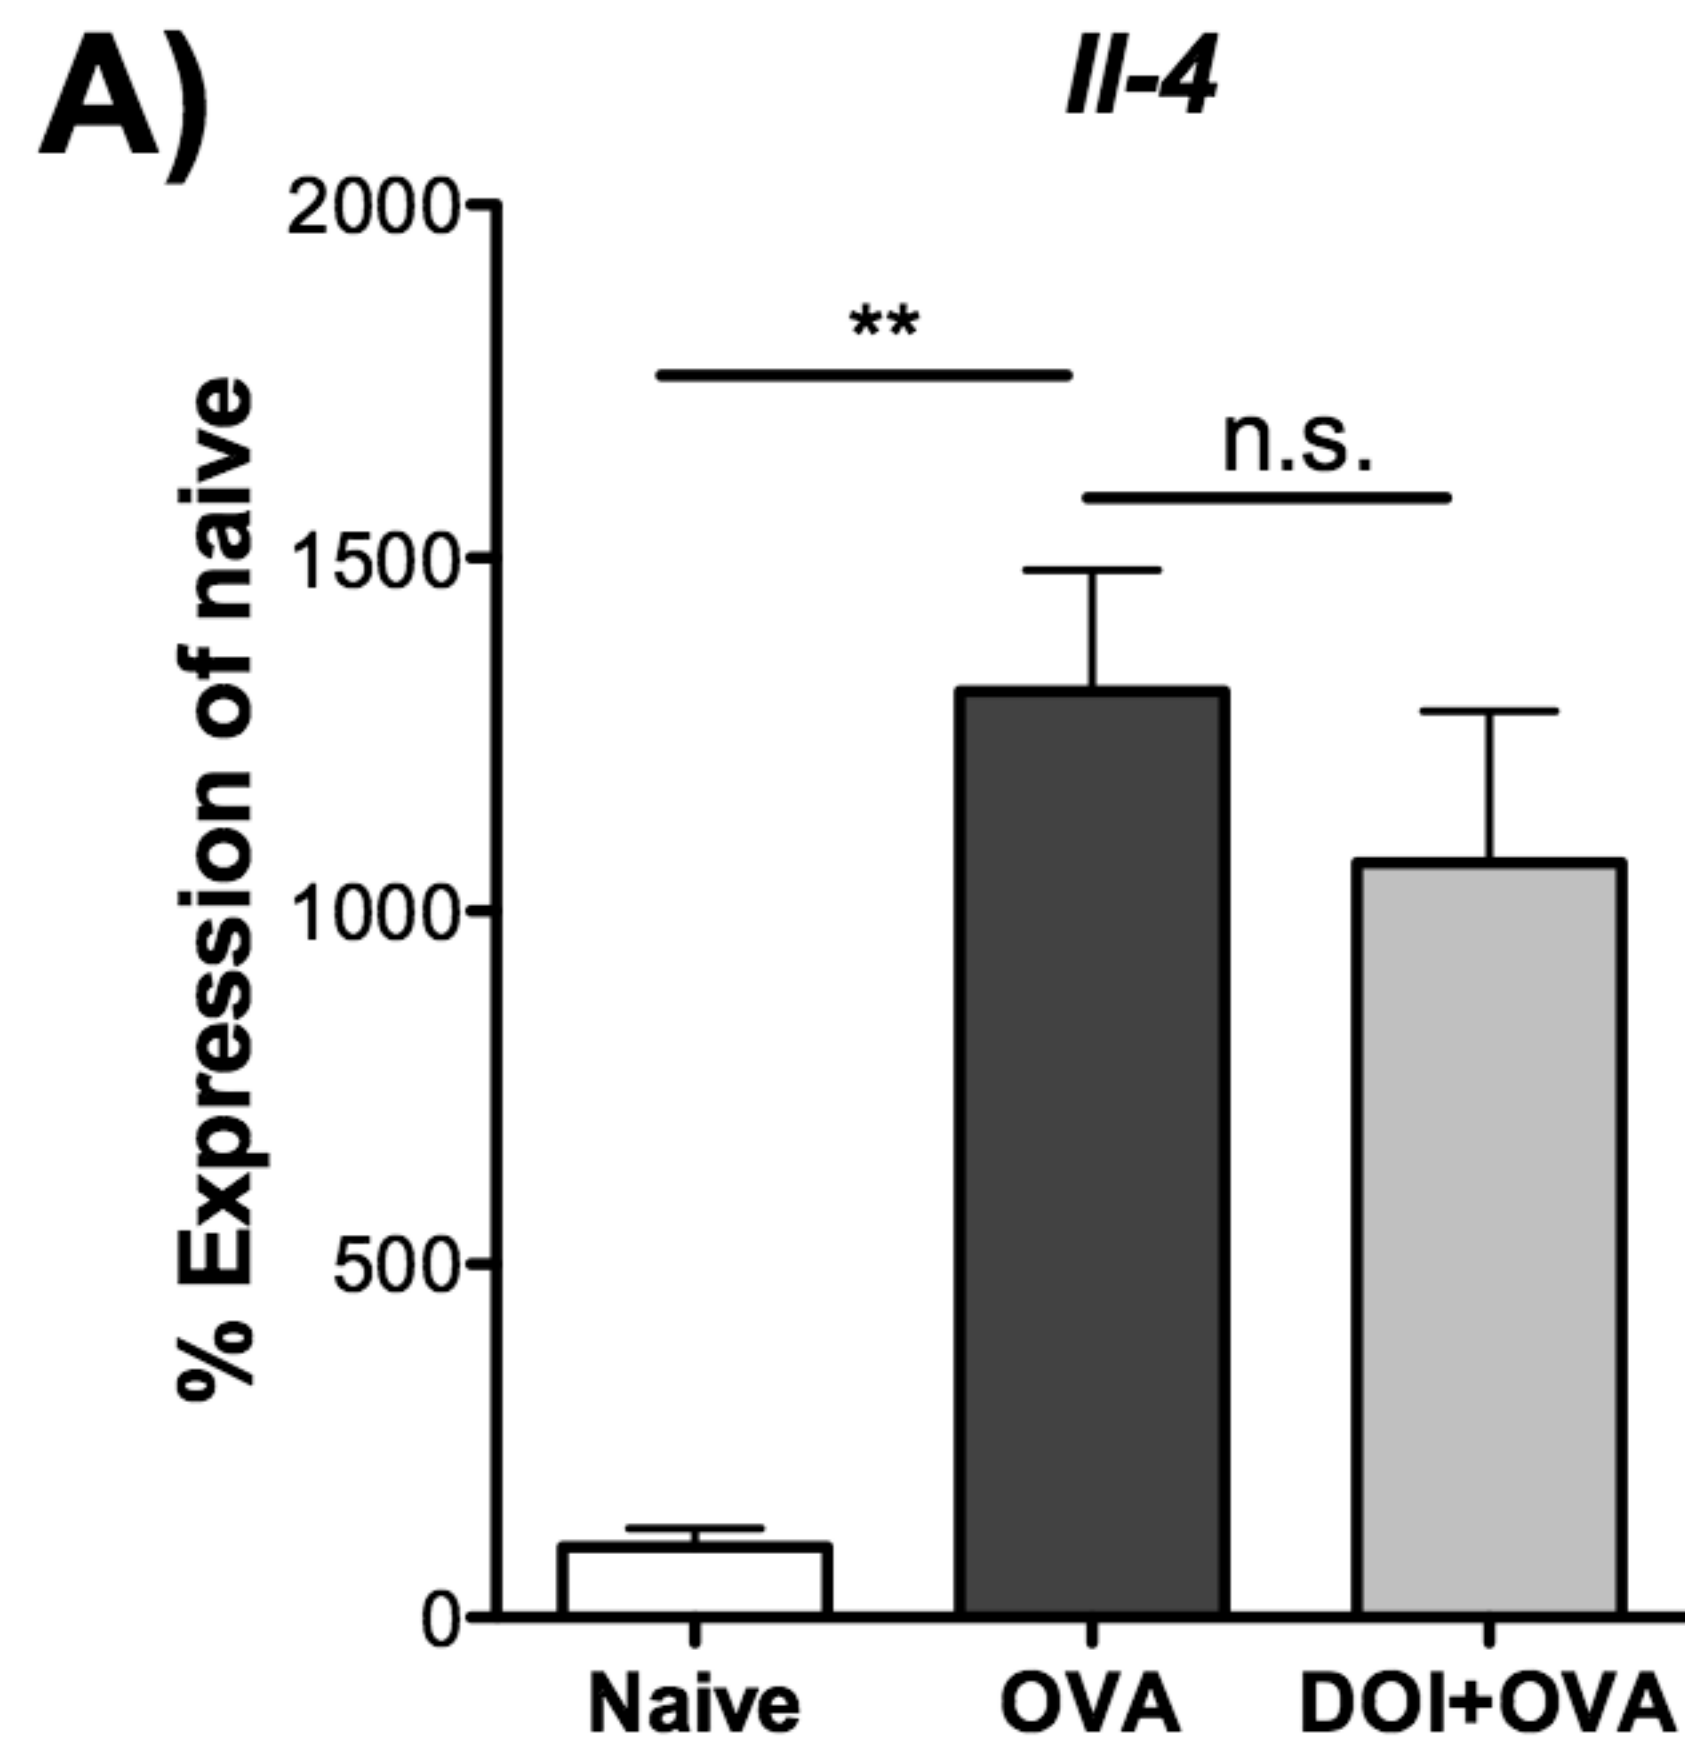 A)
Il-4
% Expression of naive
2000
1500
1000
500
0
**
n.s.
Naive
OVA
DOI+OVA